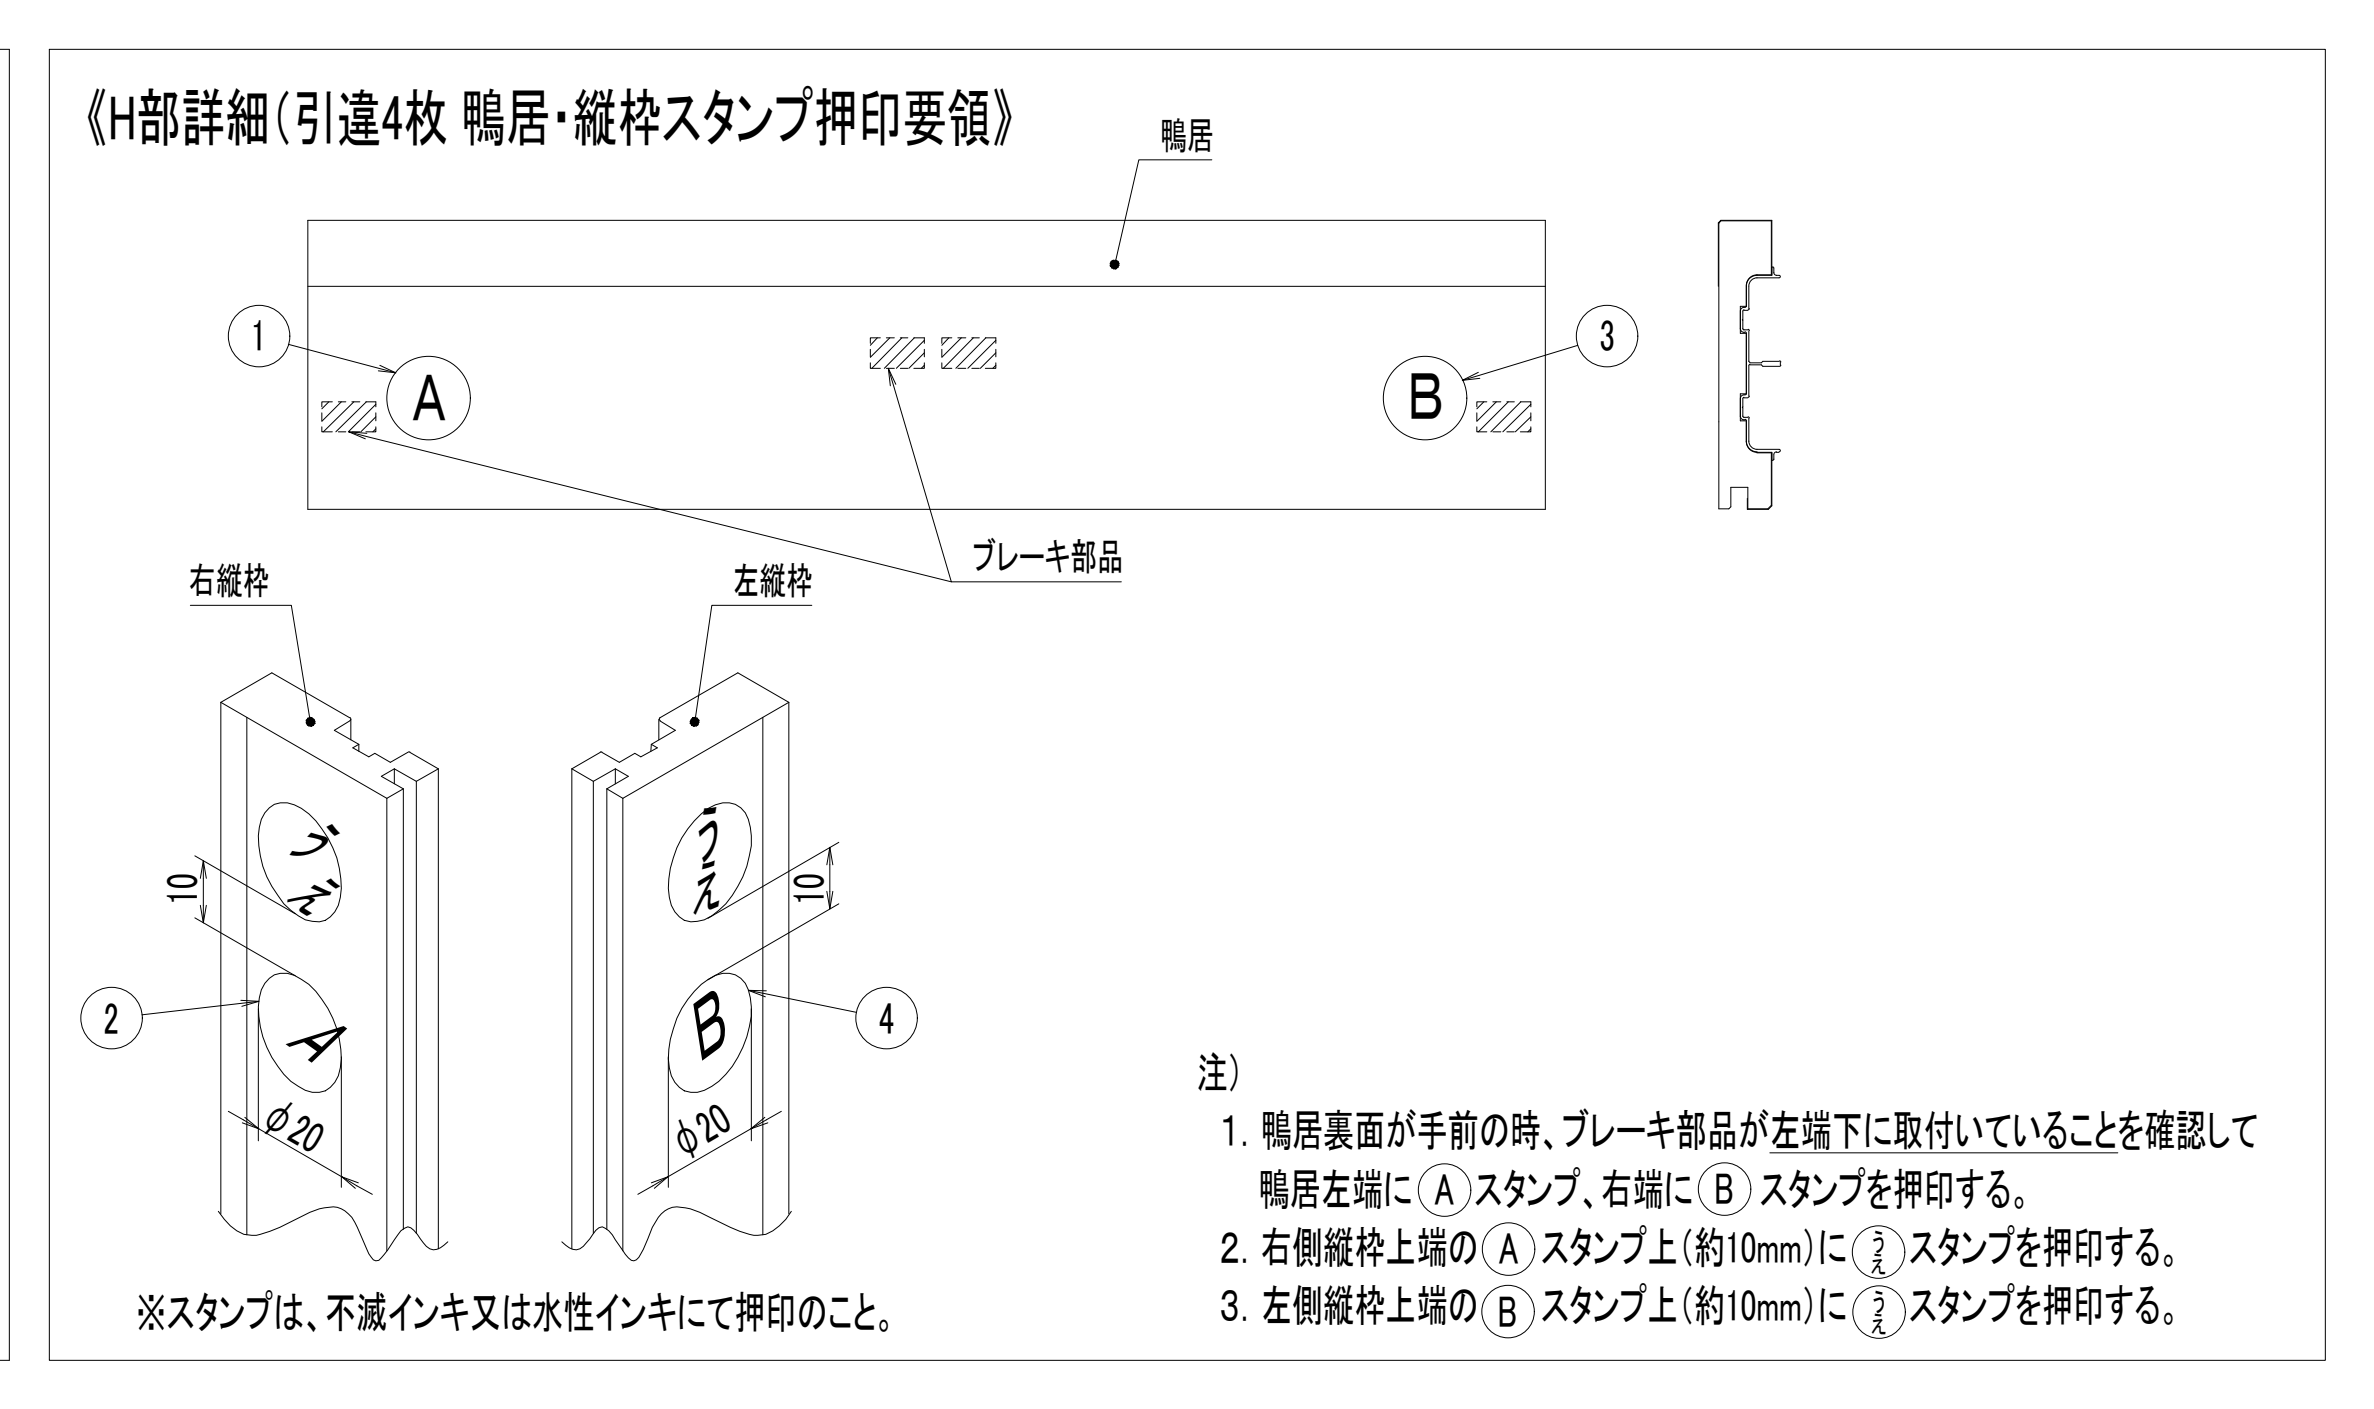 《H部詳細(引違4枚 鴨居・縦枠スタンプ押印要領》
鴨居
1
A
B
3
ブレーキ部品
右縦枠
左縦枠
うえ
うえ
10
10
2
A
B
4
φ20
φ20
※スタンプは、不滅インキ又は水性インキにて押印のこと。
注)
1. 鴨居裏面が手前の時、ブレーキ部品が左端下に取付いていることを確認して
鴨居左端に A スタンプ、右端に B スタンプを押印する。
2. 右側縦枠上端の A スタンプ上(約10mm)に うえ スタンプを押印する。
3. 左側縦枠上端の B スタンプ上(約10mm)に うえ スタンプを押印する。